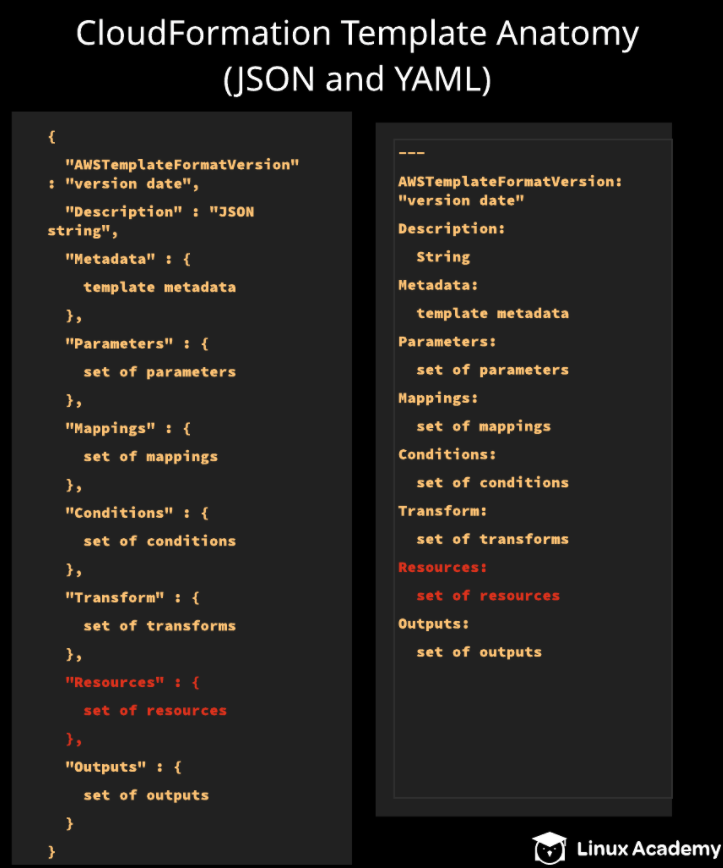 CloudFormation Template Anatomy
(JSON and YAML)
{
"AWSTemplateFormatVersion"
: "version date",
"Description" : "JSON
string",
"Metadata" : {
template metadata
},
"Parameters" : {
set of parameters
},
"Mappings" : {
set of mappings
},
"Conditions" : {
set of conditions
},
"Transform" : {
set of transforms
},
"Resources" : {
set of resources
},
"Outputs" : {
set of outputs
}
}
---
AWSTemplateFormatVersion:
"version date"
Description:
String
Metadata:
template metadata
Parameters:
set of parameters
Mappings:
set of mappings
Conditions:
set of conditions
Transform:
set of transforms
Resources:
set of resources
Outputs:
set of outputs
Linux Academy